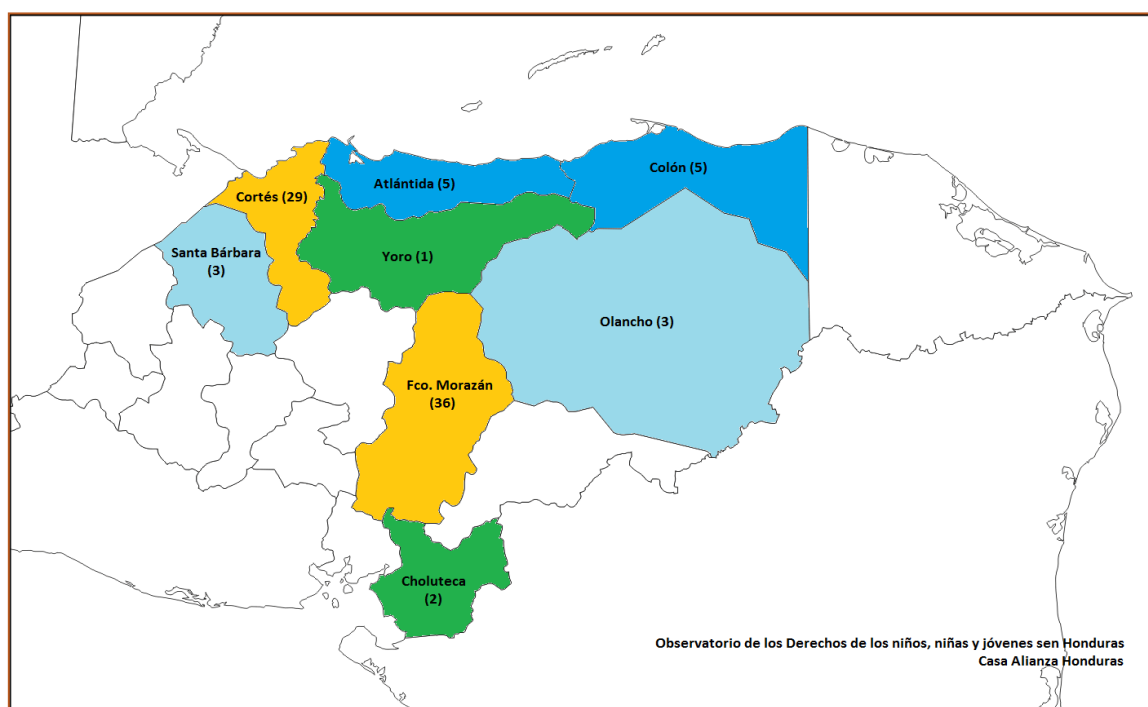 Colón (5)
Atlántida (5)
Cortés (29)
Santa Bárbara
(3)
Yoro (1)
Olancho (3)
Fco. Morazán
(36)
Choluteca
(2)
Observatorio de los Derechos de los niños, niñas y jóvenes sen Honduras
Casa Alianza Honduras